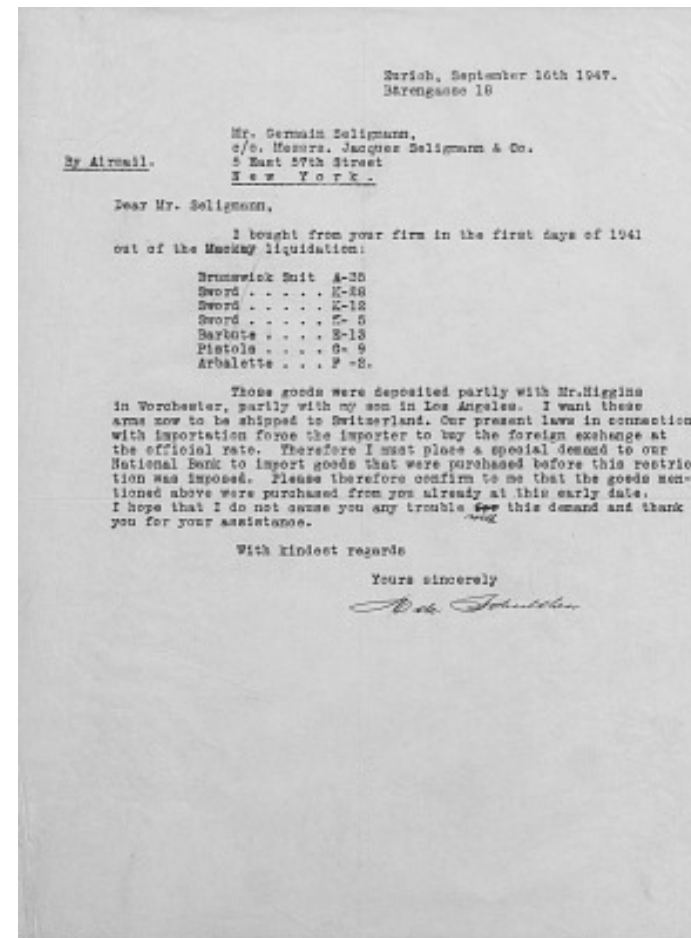 Zurich, September 16th 1947.
Bärengasse 18
Mr. Germain Seligmann,
c/o. Messrs. Jacques Seligmann & Co.
By Airmail.
5 East 57th Street
New York.
Dear Mr. Seligmann,
I bought from your firm in the first days of 1941
out of the Mackay liquidation:
Brunswick Suit A-35
Sword . . . . .
Sword . . . . . K-12
Sword . . . . .
Barbute . . . . E-13
Pistols . . . . G- 9
Arbalette . . . F -2.
Those goods were deposited partly with Mr.Higgins
in Worchester, partly with my son in Los Angeles. I want these
arms now to be shipped to Switzerland. Our present laws in connection
with importation force the importer to buy the foreign exchange at
the official rate. Therefore I must place a special demand to our
National Bank to import goods that were purchased before this restric
tion was imposed. Please therefore confirm to me that the goods men-
tioned above were purchased from you already at this early date.
I hope that I do not cause you any trouble for with this demand and thank
you for your assistance.
With kindest regards
Yours sincerely